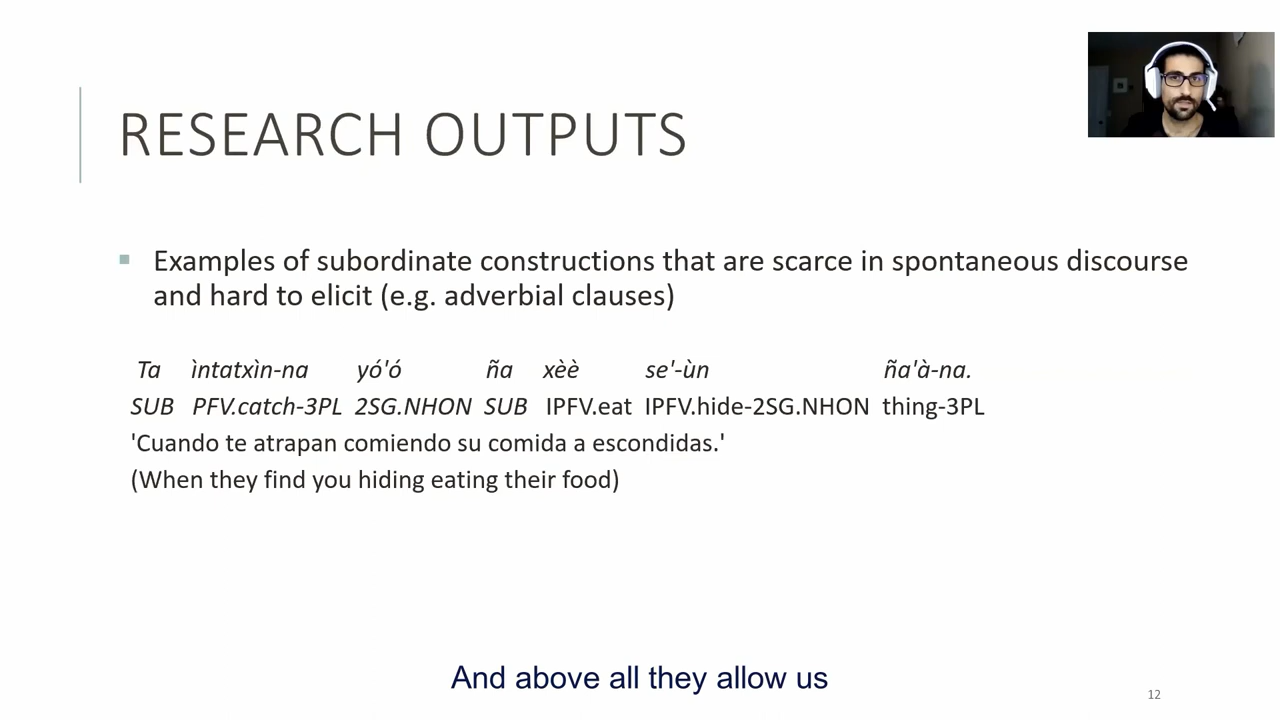 RESEARCH OUTPUTS
Examples of subordinate constructions that are scarce in spontaneous discourse
and hard to elicit (e.g. adverbial clauses)
Ta ìntatxìn-na yó'ó ña xèè se'-ùn ña'à-na.
SUB PFV.catch-3PL 2SG.NHON SUB IPFV.eat IPFV.hide-2SG.NHON thing-3PL
'Cuando te atrapan comiendo su comida a escondidas.'
(When they find you hiding eating their food)
And above all they allow us
12